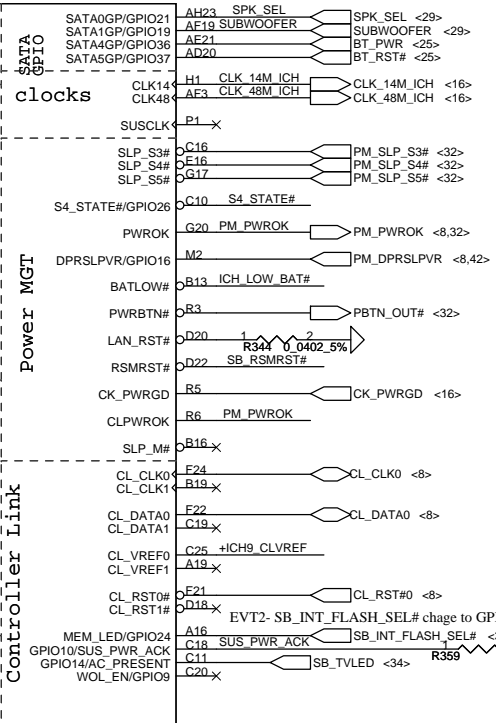 SATA GPIO
SATA0GP/GPIO21 AH23 SPK_SEL SPK_SEL <29>
SATA1GP/GPIO19 AF19 SUBWOOFER SUBWOOFER <29>
SATA4GP/GPIO36 AE21 BT_PWR <25>
SATA5GP/GPIO37 AD20 BT_RST# <25>
clocks
CLK14 H1 CLK_14M_ICH CLK_14M_ICH <16>
CLK48 AF3 CLK_48M_ICH CLK_48M_ICH <16>
SUSCLK P1
Power MGT
SLP_S3# C16 PM_SLP_S3# <32>
SLP_S4# E16 PM_SLP_S4# <32>
SLP_S5# G17 PM_SLP_S5# <32>
S4_STATE#/GPIO26 C10 S4_STATE#
PWROK G20 PM_PWROK PM_PWROK <8,32>
DPRSLPVR/GPIO16 M2 PM_DPRSLPVR <8,42>
BATLOW# B13 ICH_LOW_BAT#
PWRBTN# R3 PBTN_OUT# <32>
LAN_RST# D20 1 2
R344 0_0402_5%
RSMRST# D22 SB_RSMRST#
CK_PWRGD R5 CK_PWRGD <16>
CLPWROK R6 PM_PWROK
SLP_M# B16
Controller Link
CL_CLK0 F24 CL_CLK0 <8>
CL_CLK1 B19
CL_DATA0 F22 CL_DATA0 <8>
CL_DATA1 C19
CL_VREF0 C25 +ICH9_CLVREF
CL_VREF1 A19
CL_RST0# F21 CL_RST#0 <8>
CL_RST1# D18
EVT2- SB_INT_FLASH_SEL# chage to GPI
MEM_LED/GPIO24 A16 SB_INT_FLASH_SEL#
GPIO10/SUS_PWR_ACK C18 SUS_PWR_ACK 1
R359
GPIO14/AC_PRESENT C11 SB_TVLED <34>
WOL_EN/GPIO9 C20